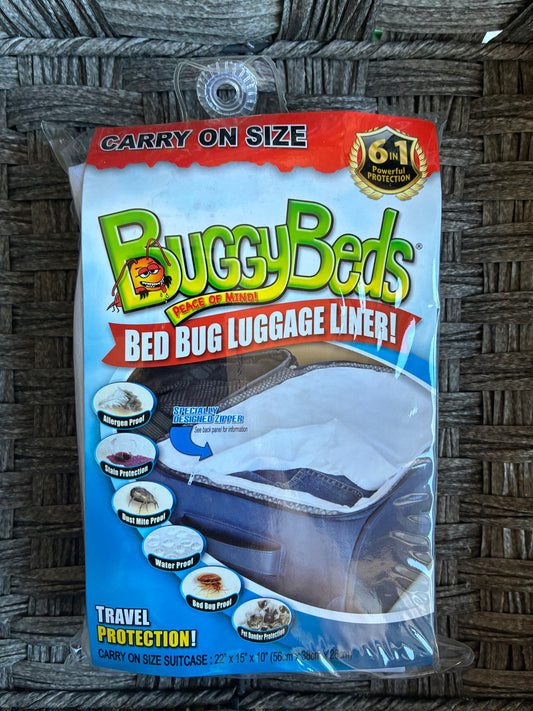 CARRY ON SIZE
6 IN 1
Powerful
PROTECTION
BUGGYBEDS®
PEACE OF MIND!
BED BUG LUGGAGE LINER!
SPECIALLY
DESIGNED ZIPPER
See back panel for information
Allergen Proof
Stain Protection
Dust Mite Proof
Water Proof
Bed Bug Proof
Pet Dander Protection
TRAVEL
PROTECTION!
CARRY ON SIZE SUITCASE : 22" x 15" x 10" (56cm x 38cm x